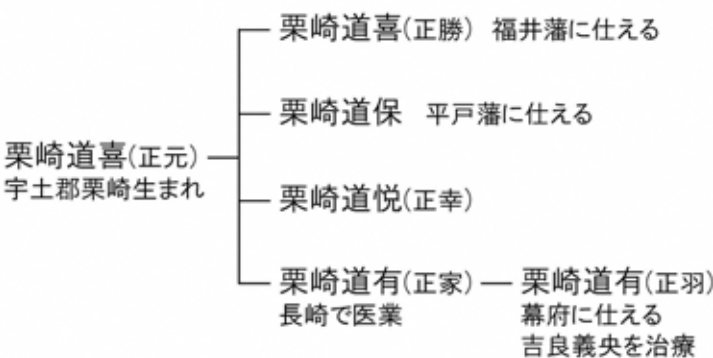 栗崎道喜(正勝) 福井藩に仕える
栗崎道保 平戸藩に仕える
栗崎道喜(正元)
宇土郡栗崎生まれ
栗崎道悦(正幸)
栗崎道有(正家)
長崎で医業
栗崎道有(正羽)
幕府に仕える
吉良義央を治療